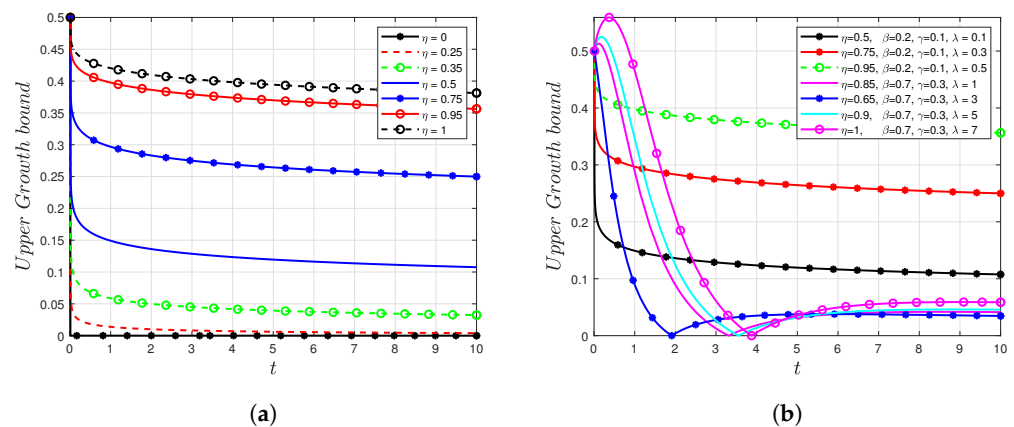 0.5
0.45
0.4
0.35
0.3
0.25
0.2
0.15
0.1
0.05
0
Upper Growth bound
0 1 2 3 4 5 6 7 8 9 10
t
η = 0
η = 0.25
η = 0.35
η = 0.5
η = 0.75
η = 0.95
η = 1
(a)
0.5
0.4
0.3
0.2
0.1
0
Upper Growth bound
0 1 2 3 4 5 6 7 8 9 10
t
η=0.5, β=0.2, γ=0.1, λ = 0.1
η=0.75, β=0.2, γ=0.1, λ = 0.3
η=0.95, β=0.2, γ=0.1, λ = 0.5
η=0.85, β=0.7, γ=0.3, λ = 1
η=0.65, β=0.7, γ=0.3, λ = 3
η=0.9, β=0.7, γ=0.3, λ = 5
η=1, β=0.7, γ=0.3, λ = 7
(b)